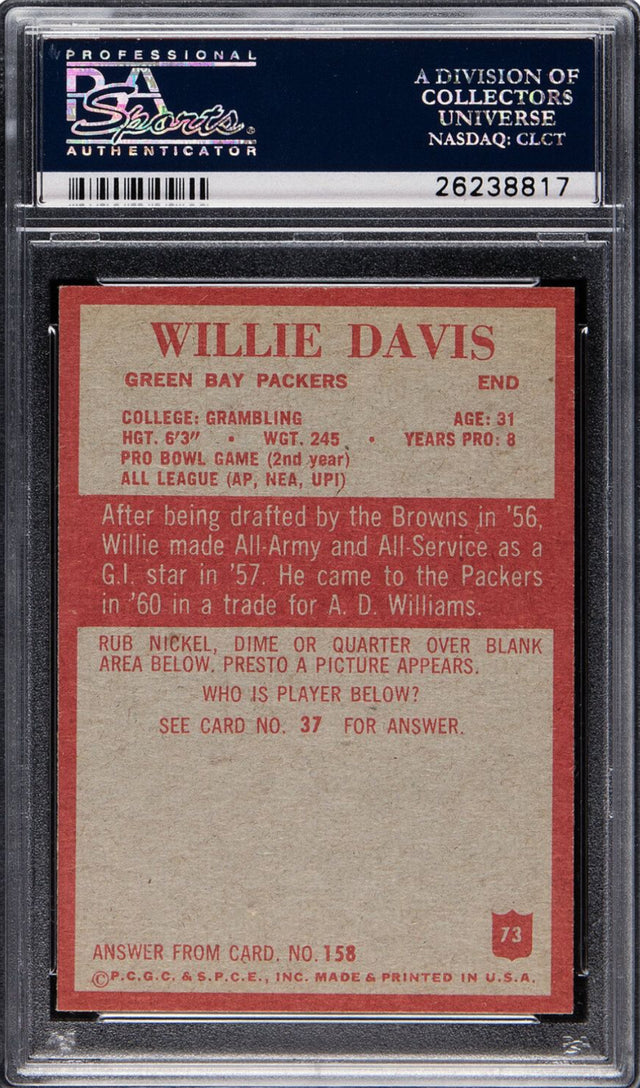 PROFESSIONAL
PSA
Sports
AUTHENTICATOR
A DIVISION OF
COLLECTORS
UNIVERSE
NASDAQ: CLCT
26238817
WILLIE DAVIS
GREEN BAY PACKERS END
COLLEGE: GRAMBLING AGE: 31
HGT. 6'3" • WGT. 245 • YEARS PRO: 8
PRO BOWL GAME (2nd year)
ALL LEAGUE (AP, NEA, UPI)
After being drafted by the Browns in '56,
Willie made All-Army and All-Service as a
G.I. star in '57. He came to the Packers
in '60 in a trade for A. D. Williams.
RUB NICKEL, DIME OR QUARTER OVER BLANK
AREA BELOW. PRESTO A PICTURE APPEARS.
WHO IS PLAYER BELOW?
SEE CARD NO. 37 FOR ANSWER.
73
ANSWER FROM CARD. NO. 158
©P.C.G.C. & S.P.C.E., INC. MADE & PRINTED IN U.S.A.